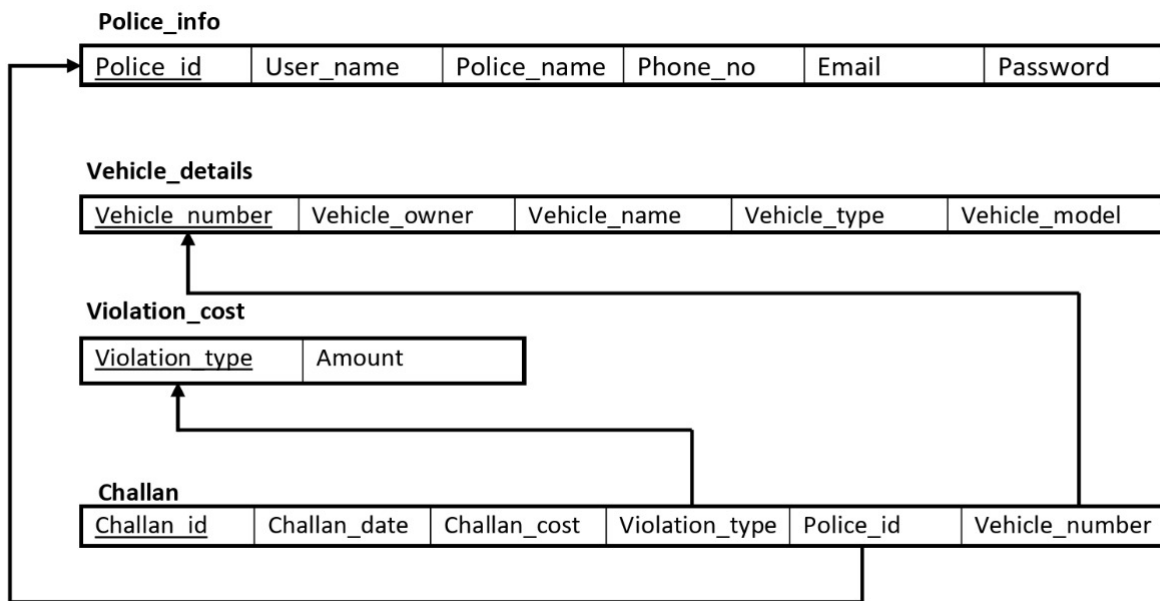 Police_info
Police_id User_name Police_name Phone_no Email Password
Vehicle_details
Vehicle_number Vehicle_owner Vehicle_name Vehicle_type Vehicle_model
Violation_cost
Violation_type Amount
Challan
Challan_id Challan_date Challan_cost Violation_type Police_id Vehicle_number